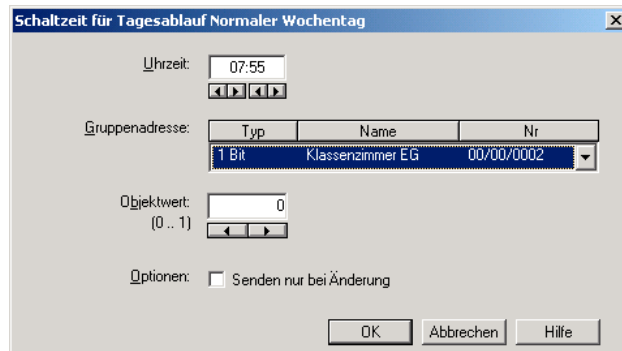 Schaltzeit für Tagesablauf Normaler Wochentag
Uhrzeit: 07:55
Gruppenadresse: Typ Name Nr
1 Bit Klassenzimmer EG 00/00/0002
Objektwert: 0
(0 .. 1)
Optionen: Senden nur bei Änderung
OK Abbrechen Hilfe